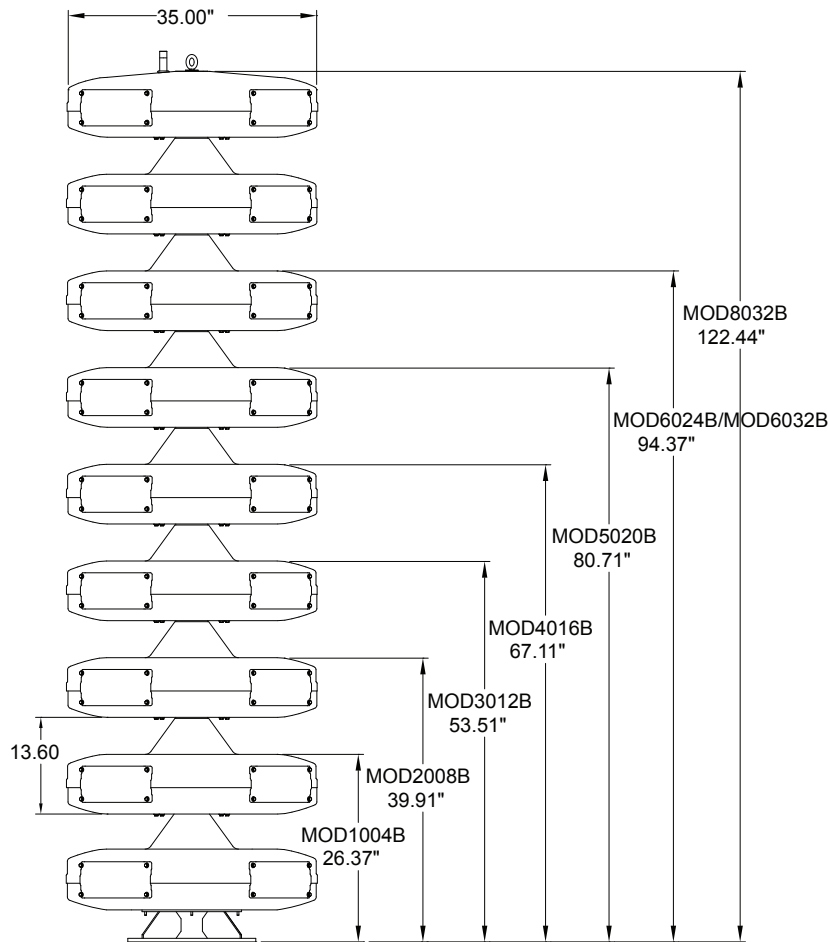 35.00"
MOD8032B
122.44"
MOD6024B/MOD6032B
94.37"
MOD5020B
80.71"
MOD4016B
67.11"
MOD3012B
53.51"
13.60
MOD2008B
39.91"
MOD1004B
26.37"